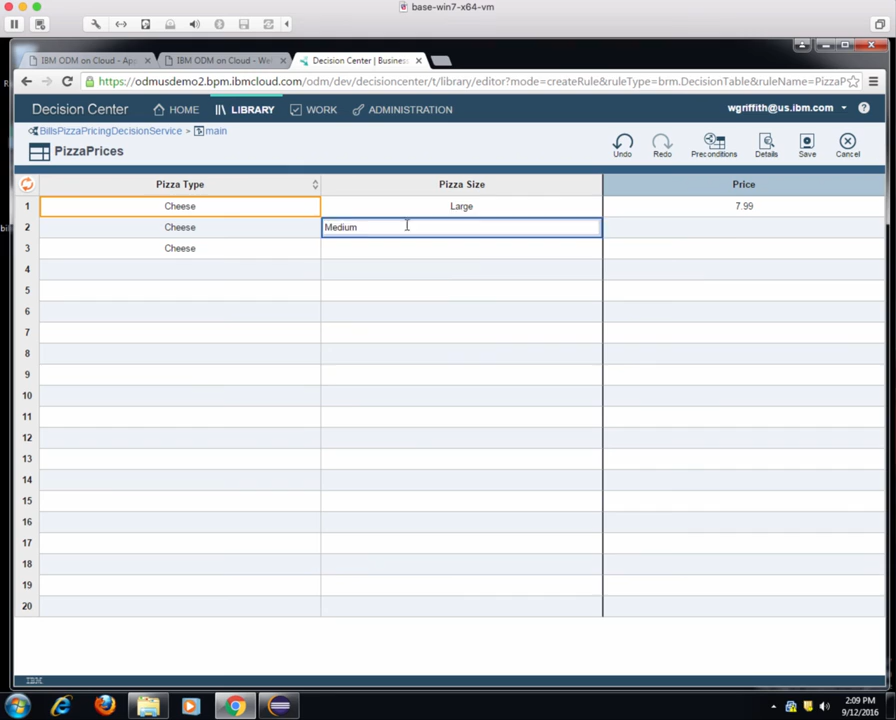 base-win7-x64-vm
IBM ODM on Cloud - Ap
IBM ODM on Cloud - We
Decision Center | Busines
https://odmusdemo2.bpm.ibmcloud.com/odm/dev/decisioncenter/t/library/editor?mode=createRule&ruleType=brm.DecisionTable&ruleName=PizzaP
Decision Center HOME LIBRARY WORK ADMINISTRATION wgriffith@us.ibm.com
BillsPizzaPricingDecisionService > main
PizzaPrices Undo Redo Preconditions Details Save Cancel
Pizza Type Pizza Size Price
1 Cheese Large 7.99
2 Cheese Medium
3 Cheese
4
5
6
7
8
9
10
11
12
13
14
15
16
17
18
19
20
IBM
2:09 PM
9/12/2016